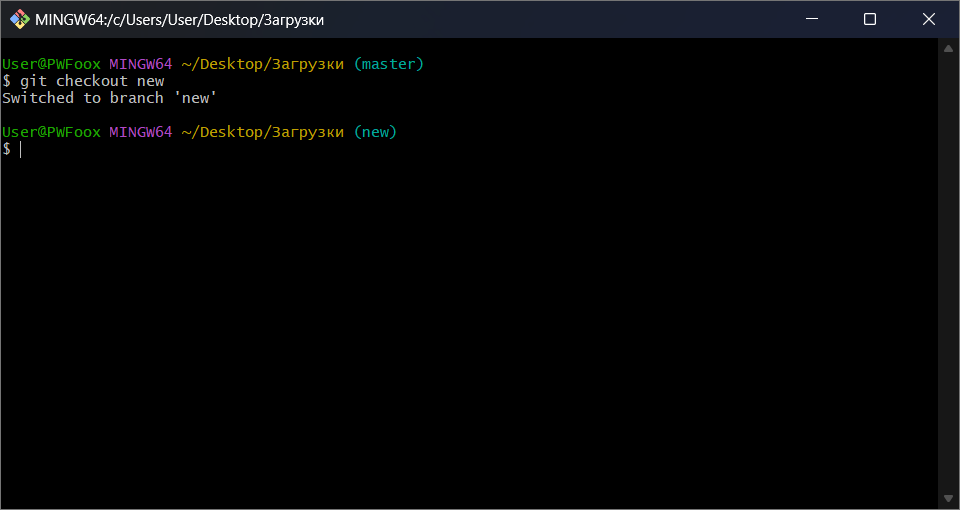 MINGW64:/c/Users/User/Desktop/Загрузки
User@PWFoox MINGW64 ~/Desktop/Загрузки (master)
$ git checkout new
Switched to branch 'new'
User@PWFoox MINGW64 ~/Desktop/Загрузки (new)
$